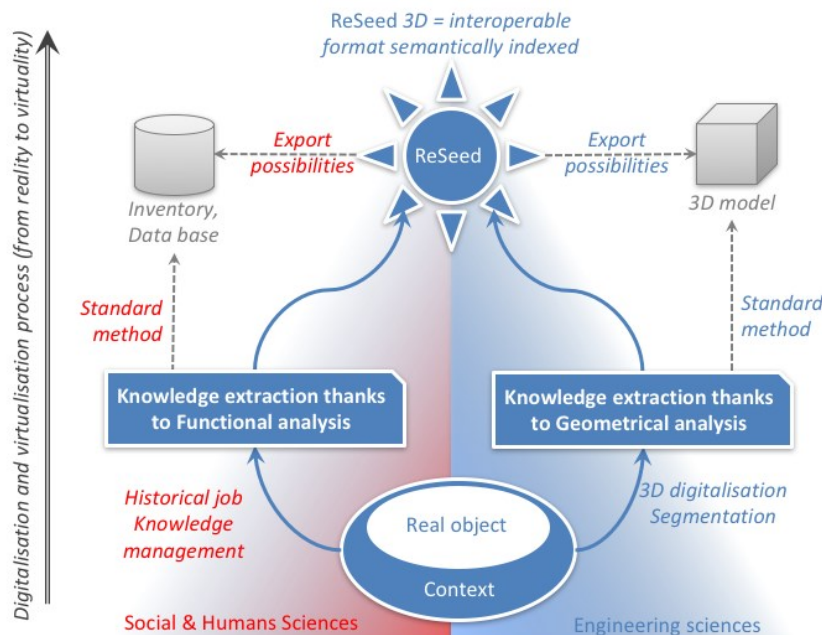 ReSeed 3D = interoperable
format semantically indexed
Digitalisation and virtualisation process (from reality to virtuality)
Export
possibilities
ReSeed
Export
possibilities
Inventory,
Data base
3D model
Standard
method
Standard
method
Knowledge extraction thanks
to Functional analysis
Knowledge extraction thanks
to Geometrical analysis
Historical job
Knowledge
management
3D digitalisation
Segmentation
Real object
Context
Social & Humans Sciences
Engineering sciences